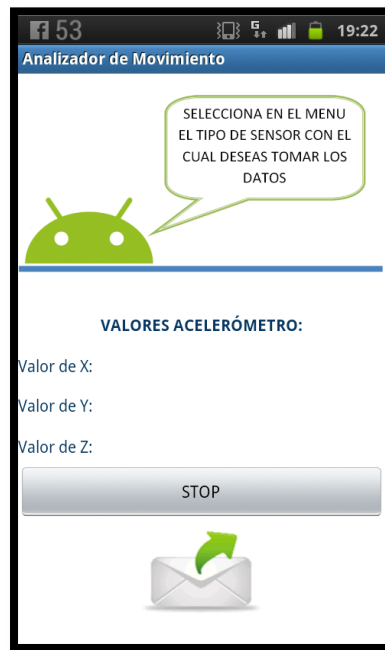 53 G 19:22
Analizador de Movimiento
SELECCIONA EN EL MENU
EL TIPO DE SENSOR CON EL
CUAL DESEAS TOMAR LOS
DATOS
VALORES ACELERÓMETRO:
Valor de X:
Valor de Y:
Valor de Z:
STOP